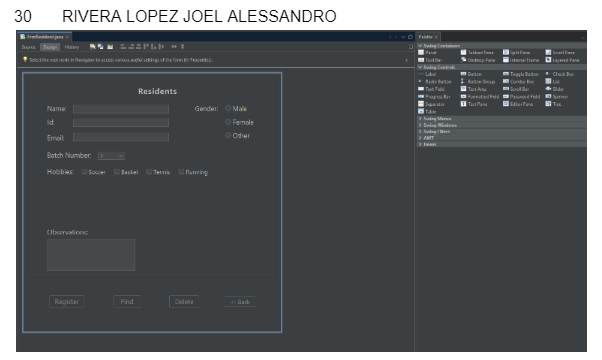 30 RIVERA LOPEZ JOEL ALESSANDRO
FrmResident.java × Palette ×
Source Design History
Select the root node in Navigator to access various useful settings of the form (in Properties).
Swing Containers
Panel Tabbed Pane Split Pane Scroll Pane
Tool Bar Desktop Pane Internal Frame Layered Pane
Swing Controls
Label Button Toggle Button Check Box
Radio Button Button Group Combo Box List
Text Field Text Area Scroll Bar Slider
Progress Bar Formatted Field Password Field Spinner
Separator Text Pane Editor Pane Tree
Table
Swing Menus
Swing Windows
Swing Fillers
AWT
Beans
Residents
Name: Gender: Male
Id: Female
Email: Other
Batch Number: 1
Hobbies: Soccer Basket Tennis Running
Observations:
Register Find Delete <- Back